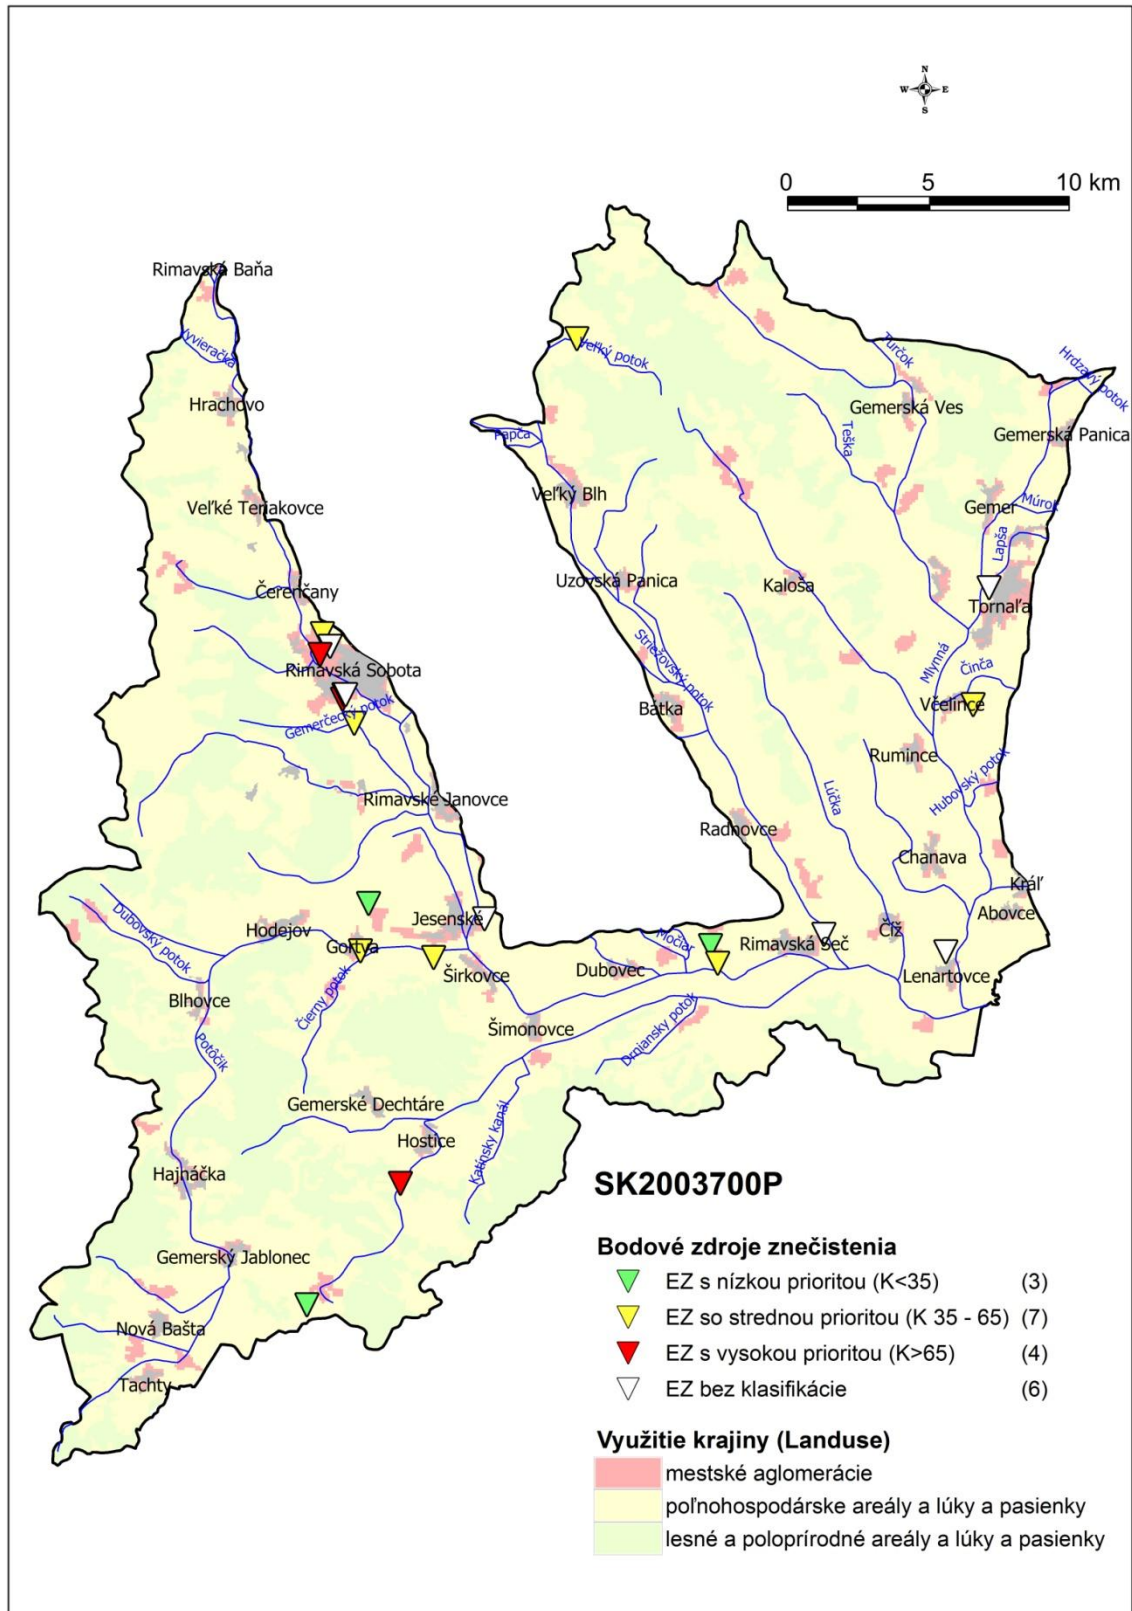 N
W E
S
0 5 10 km
Rimavská Baňa
Vyvieračka
Hrachovo
Veľký potok
Turčok
Hrdzavý potok
Gemerská Ves
Teška
Gemerská Panica
Papča
Veľký Blh
Veľké Teriakovce
Gemer
Múrok
Lapša
Čerenčany
Uzovská Panica
Kaloša
Tornaľa
Rimavská Sobota
Striežovský potok
Mlynná
Činča
Gemerčecký potok
Bátka
Včelince
Rumince
Hubovský potok
Rimavské Janovce
Lúčka
Radnovce
Chanava
Kráľ
Abovce
Dubovský potok
Hodejov
Jesenské
Gortva
Močiar
Rimavská Seč
Číž
Širkovce
Dubovec
Lenartovce
Blhovce
Čierny potok
Šimonovce
Drniansky potok
Potôčik
Gemerské Dechtáre
Hostice
Katinsky kanál
Hajnáčka
Gemerský Jablonec
Nová Bašta
Tachty
SK2003700P
Bodové zdroje znečistenia
EZ s nízkou prioritou (K<35) (3)
EZ so strednou prioritou (K 35 - 65) (7)
EZ s vysokou prioritou (K>65) (4)
EZ bez klasifikácie (6)
Využitie krajiny (Landuse)
mestské aglomerácie
poľnohospodárske areály a lúky a pasienky
lesné a poloprírodné areály a lúky a pasienky